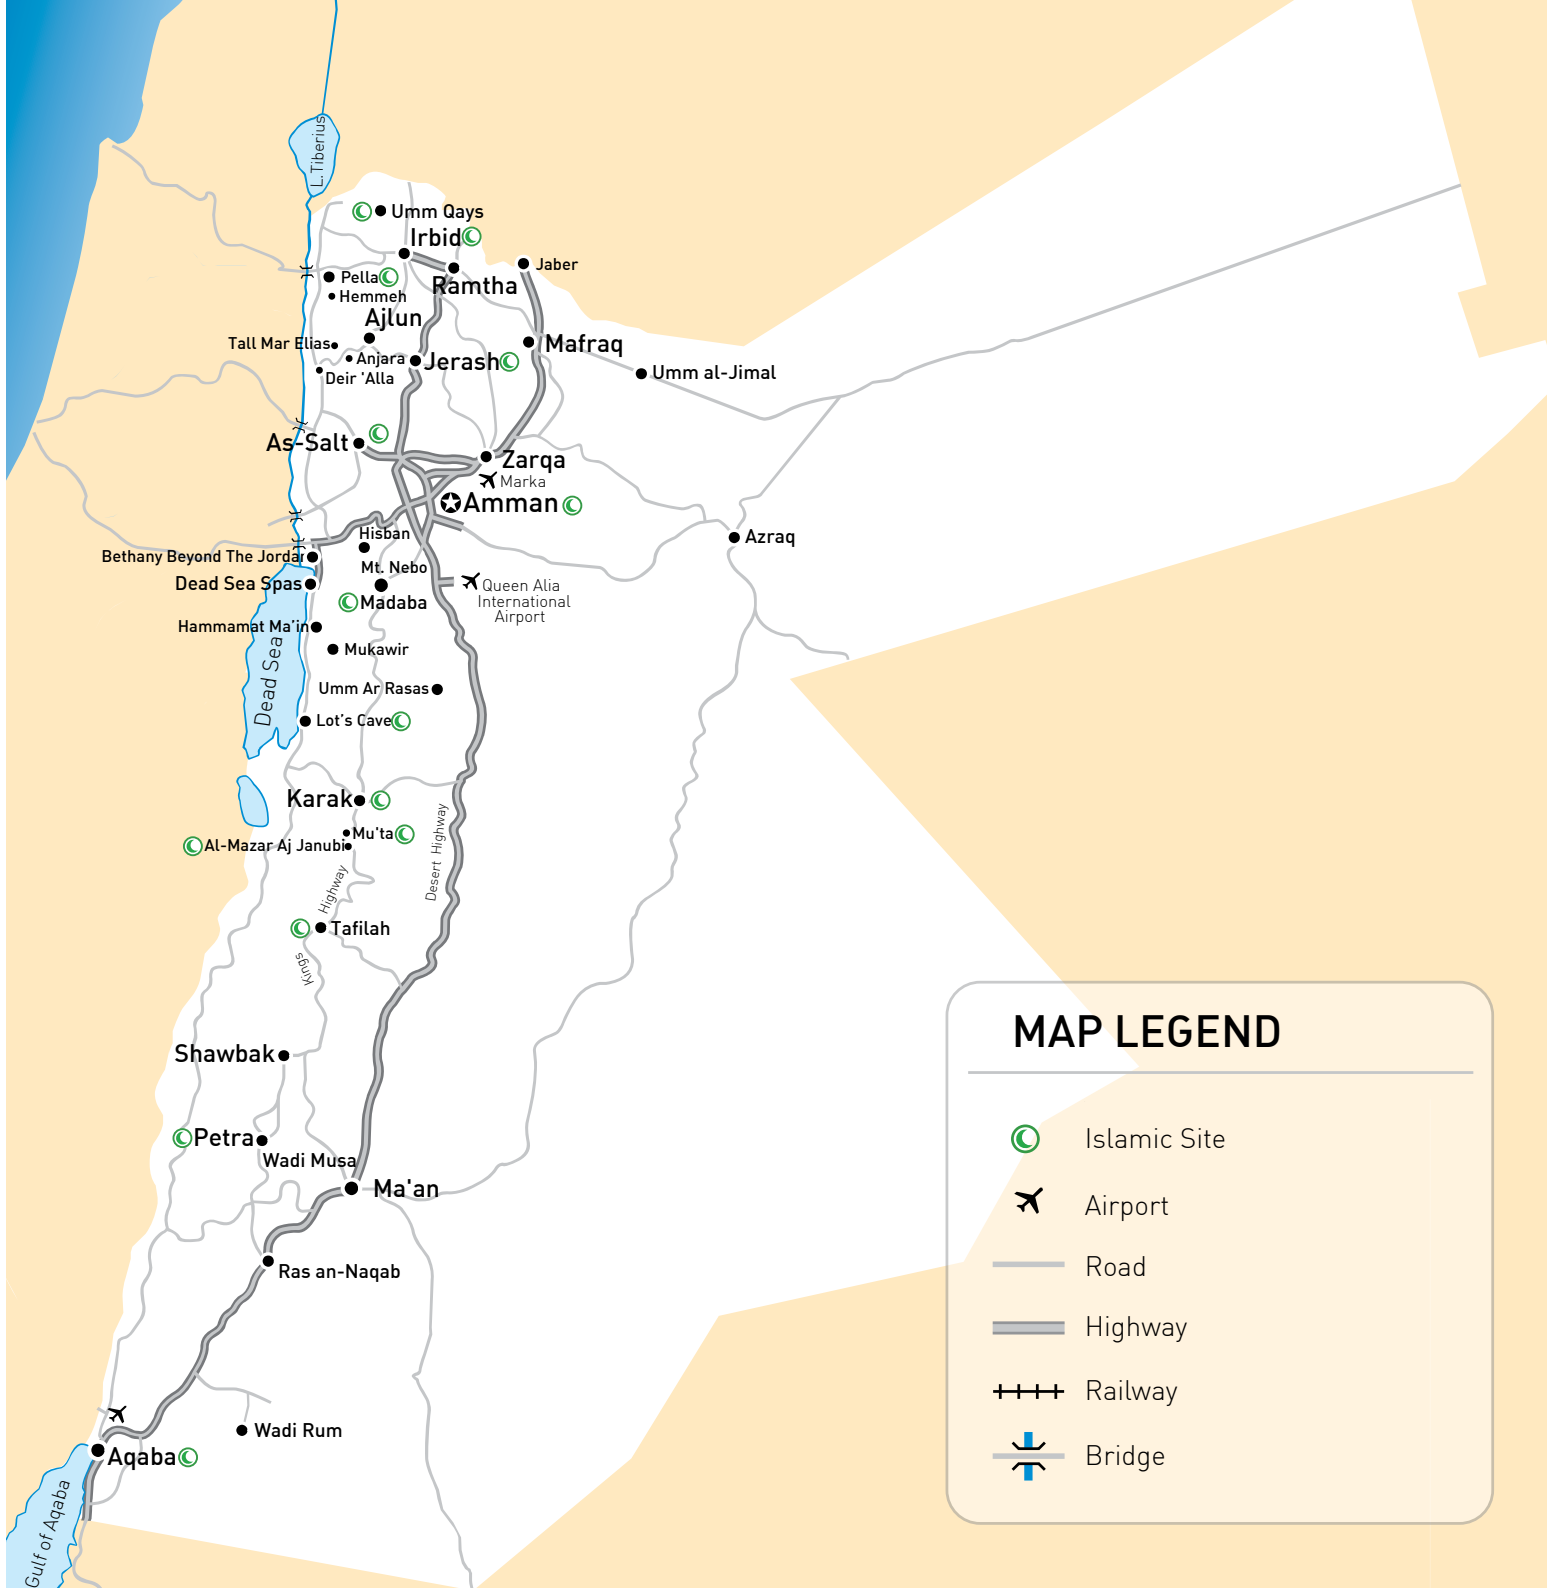 L.Tiberius
Umm Qays
Irbid
Jaber
Pella
Ramtha
Hemmeh
Ajlun
Tall Mar Elias
Mafraq
Anjara
Jerash
Umm al-Jimal
Deir 'Alla
As-Salt
Zarqa
Marka
Amman
Hisban
Azraq
Bethany Beyond The Jordan
Mt. Nebo
Dead Sea Spas
Queen Alia
International
Airport
Madaba
Hammamat Ma'in
Dead Sea
Mukawir
Umm Ar Rasas
Lot's Cave
Karak
Mu'ta
Al-Mazar Aj Janubi
Desert Highway
Highway
Tafilah
Kings
Shawbak
Petra
Wadi Musa
Ma'an
Ras an-Naqab
Wadi Rum
Aqaba
Gulf of Aqaba
MAP LEGEND
Islamic Site
Airport
Road
Highway
Railway
Bridge